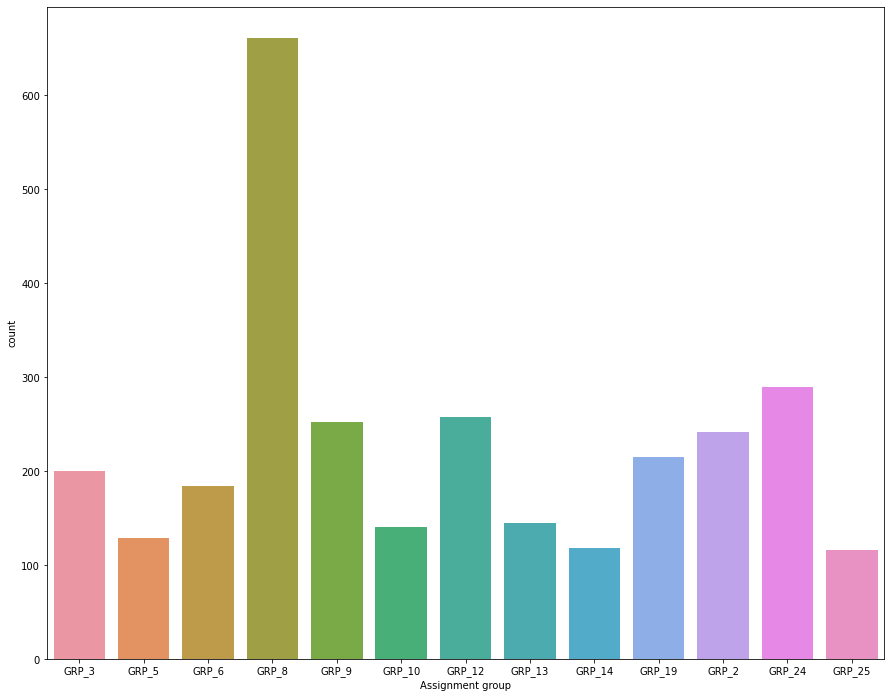 600
500
400
300
200
100
0
count
GRP_3 GRP_5 GRP_6 GRP_8 GRP_9 GRP_10 GRP_12 GRP_13 GRP_14 GRP_19 GRP_2 GRP_24 GRP_25
Assignment group